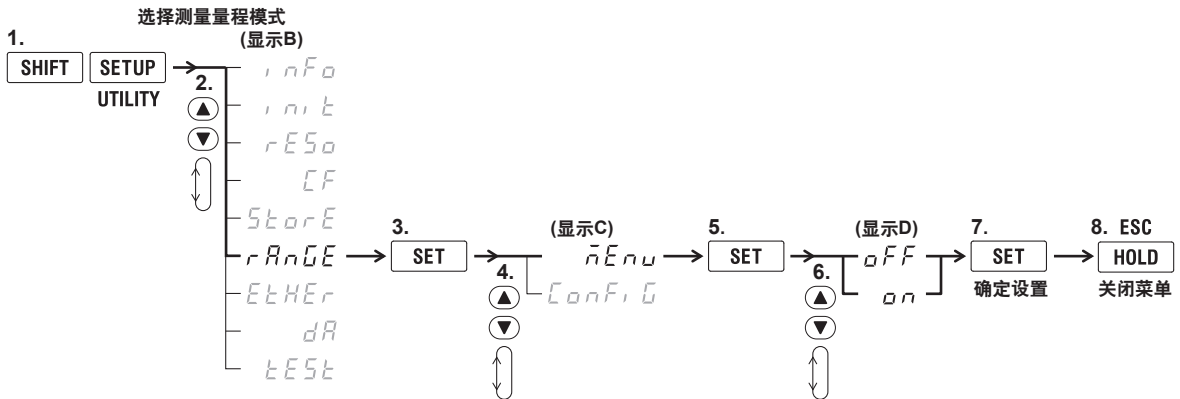 选择测量量程模式
1.
(显示B)
SHIFT SETUP
UTILITY
2.
inFo
init
rESo
CF
StorE
rAnGE
EtHEr
dA
tESt
3.
SET
4.
(显示C)
mEnu
ConFiG
5.
SET
6.
(显示D)
oFF
on
7.
SET
确定设置
8. ESC
HOLD
关闭菜单